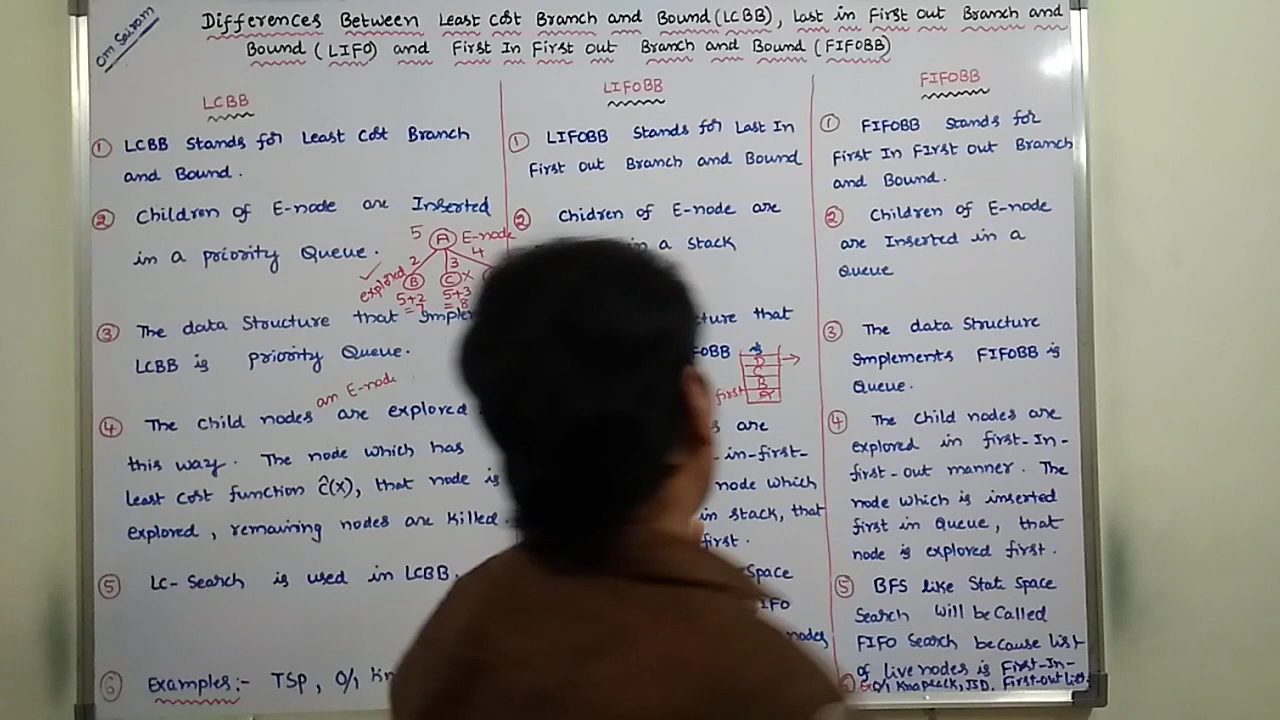 Om Sairam
Differences Between Least Cost Branch and Bound (LCBB), Last in First out Branch and
Bound (LIFO) and First In First out Branch and Bound (FIFOBB)
LCBB
① LCBB Stands for Least Cost Branch
and Bound.
② Children of E-node are Inserted
in a priority Queue.
5 A E-node
2 3 4
explored B C X
5+2 5+3
=7 =8
③ The data Structure that Implem
LCBB is priority Queue.
an E-node
④ The child nodes are explored
this way. The node which has
least cost function ĉ(x), that node is
explored, remaining nodes are killed.
⑤ LC-Search is used in LCBB.
⑥ Examples:- TSP, 0/1 Kn
LIFOBB
① LIFOBB Stands for Last In
First out Branch and Bound
② Chidren of E-node are
in a stack
cture that
FOBB
D
C
B
first A
are
-in-first-
node which
in stack, that
first.
Space
IFO
nodes
FIFOBB
① FIFOBB Stands for
First In FIrst out Branch
and Bound.
② Children of E-node
are Inserted in a
Queue
③ The data Structure
Implements FIFOBB is
Queue.
④ The child nodes are
explored in first-In-
first-out manner. The
node which is inserted
first in Queue, that
node is explored first.
⑤ BFS like State Space
Search will be Called
FIFO Search because list
of live nodes is First-In-
First-out list.
0/1 Knapsack, JSD.